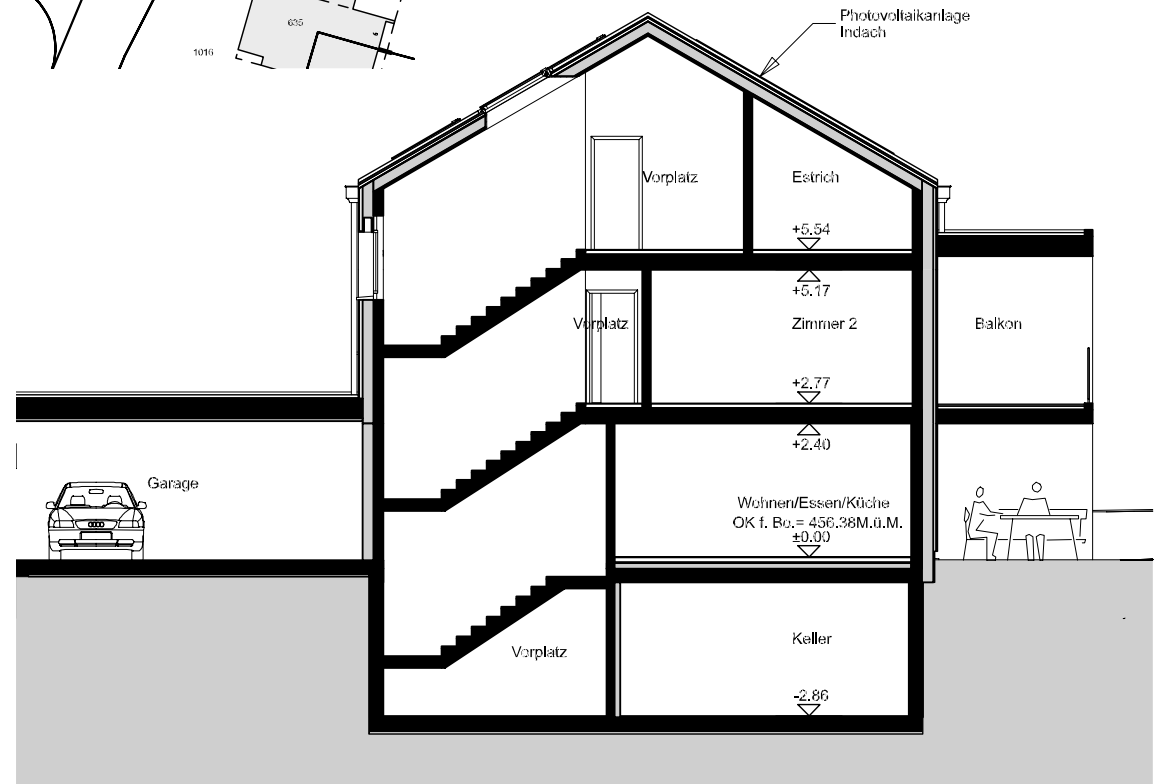 Photovoltaikanlage
Indach
635
6
1016
Vorplatz
Estrich
+5.54
+5.17
Vorplatz
Zimmer 2
Balkon
+2.77
+2.40
Garage
Wohnen/Essen/Küche
OK f. Bo.= 456.38M.ü.M.
±0.00
Keller
Vorplatz
-2.86